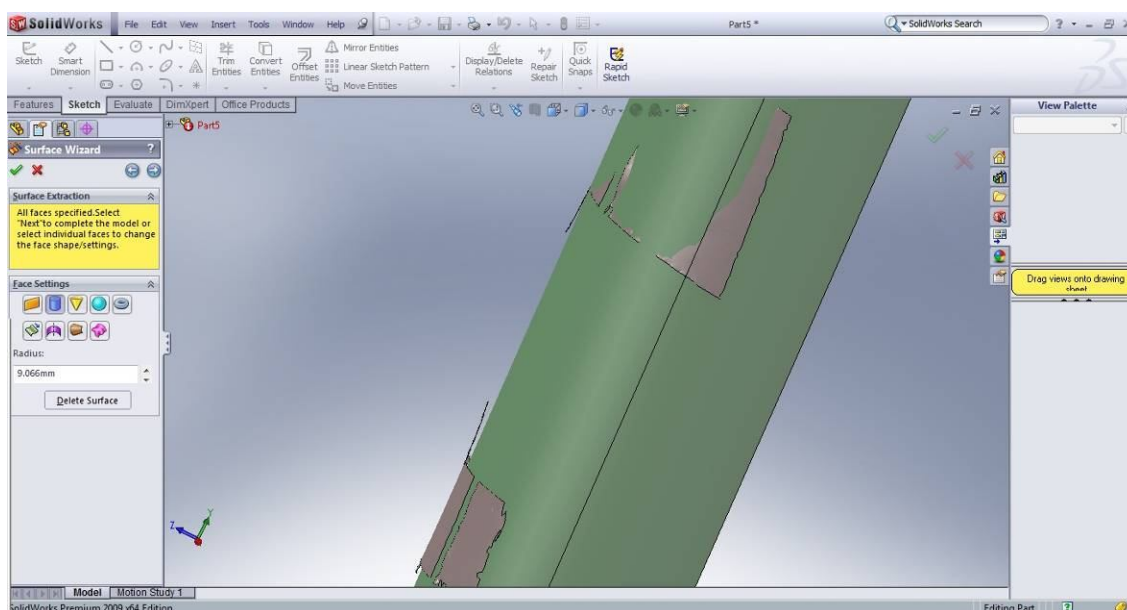 SolidWorks File Edit View Insert Tools Window Help Part5 * SolidWorks Search ?
Sketch Smart Dimension Trim Entities Convert Entities Offset Entities Mirror Entities Linear Sketch Pattern Move Entities Display/Delete Relations Repair Sketch Quick Snaps Rapid Sketch
Features Sketch Evaluate DimXpert Office Products
View Palette
Part5
Surface Wizard ?
Surface Extraction
All faces specified.Select
"Next"to complete the model or
select individual faces to change
the face shape/settings.
Face Settings
Radius:
9.066mm
Delete Surface
Drag views onto drawing
sheet
Z
Y
Model Motion Study 1
SolidWorks Premium 2009 x64 Edition Editing Part ?